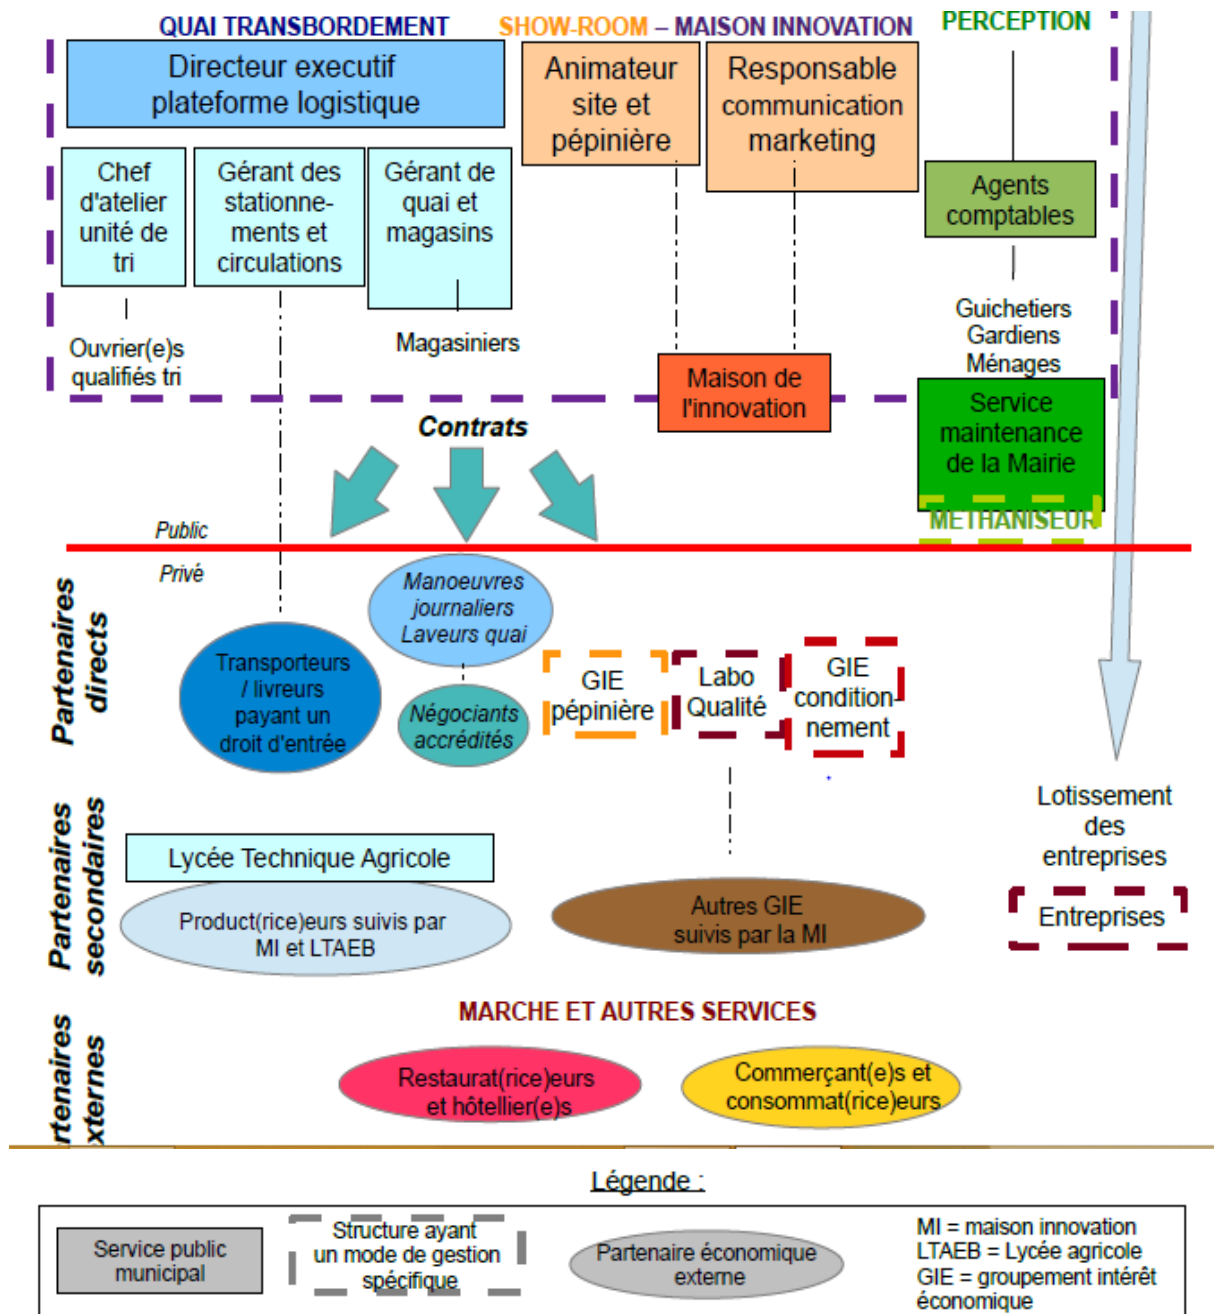 QUAI TRANSBORDEMENT
SHOW-ROOM – MAISON INNOVATION
PERCEPTION
Directeur executif
plateforme logistique
Animateur
site et
pépinière
Responsable
communication
marketing
Chef
d'atelier
unité de
tri
Gérant des
stationne-
ments et
circulations
Gérant de
quai et
magasins
Agents
comptables
Ouvrier(e)s
qualifiés tri
Magasiniers
Guichetiers
Gardiens
Ménages
Maison de
l'innovation
Service
maintenance
de la Mairie
METHANISEUR
Contrats
Public
Privé
Partenaires
directs
Manoeuvres
journaliers
Laveurs quai
Transporteurs
/ livreurs
payant un
droit d'entrée
Négociants
accrédités
GIE
pépinière
Labo
Qualité
GIE
condition-
nement
Lotissement
des
entreprises
Entreprises
Partenaires
secondaires
Lycée Technique Agricole
Product(rice)eurs suivis par
MI et LTAEB
Autres GIE
suivis par la MI
MARCHE ET AUTRES SERVICES
rtenaires
xternes
Restaurat(rice)eurs
et hôtellier(e)s
Commerçant(e)s et
consommat(rice)eurs
Légende :
Service public
municipal
Structure ayant
un mode de gestion
spécifique
Partenaire économique
externe
MI = maison innovation
LTAEB = Lycée agricole
GIE = groupement intérêt
économique